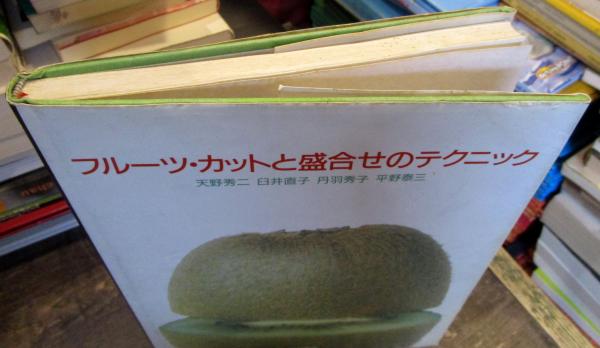 フルーツ・カットと盛合せのテクニック
天野秀二 臼井直子 丹羽秀子 平野泰三